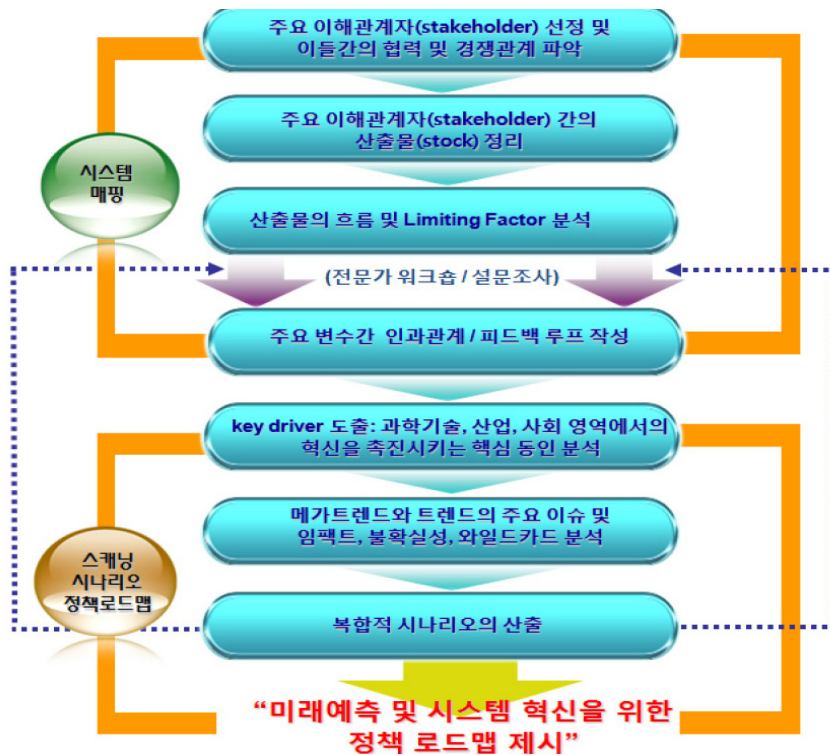 주요 이해관계자(stakeholder) 선정 및
이들간의 협력 및 경쟁관계 파악
주요 이해관계자(stakeholder) 간의
산출물(stock) 정리
시스템
매핑
산출물의 흐름 및 Limiting Factor 분석
(전문가 워크숍 / 설문조사)
주요 변수간 인과관계 / 피드백 루프 작성
key driver 도출: 과학기술, 산업, 사회 영역에서의
혁신을 촉진시키는 핵심 동인 분석
메가트렌드와 트렌드의 주요 이슈 및
임팩트, 불확실성, 와일드카드 분석
스캐닝
시나리오
정책로드맵
복합적 시나리오의 산출
“미래예측 및 시스템 혁신을 위한
정책 로드맵 제시”